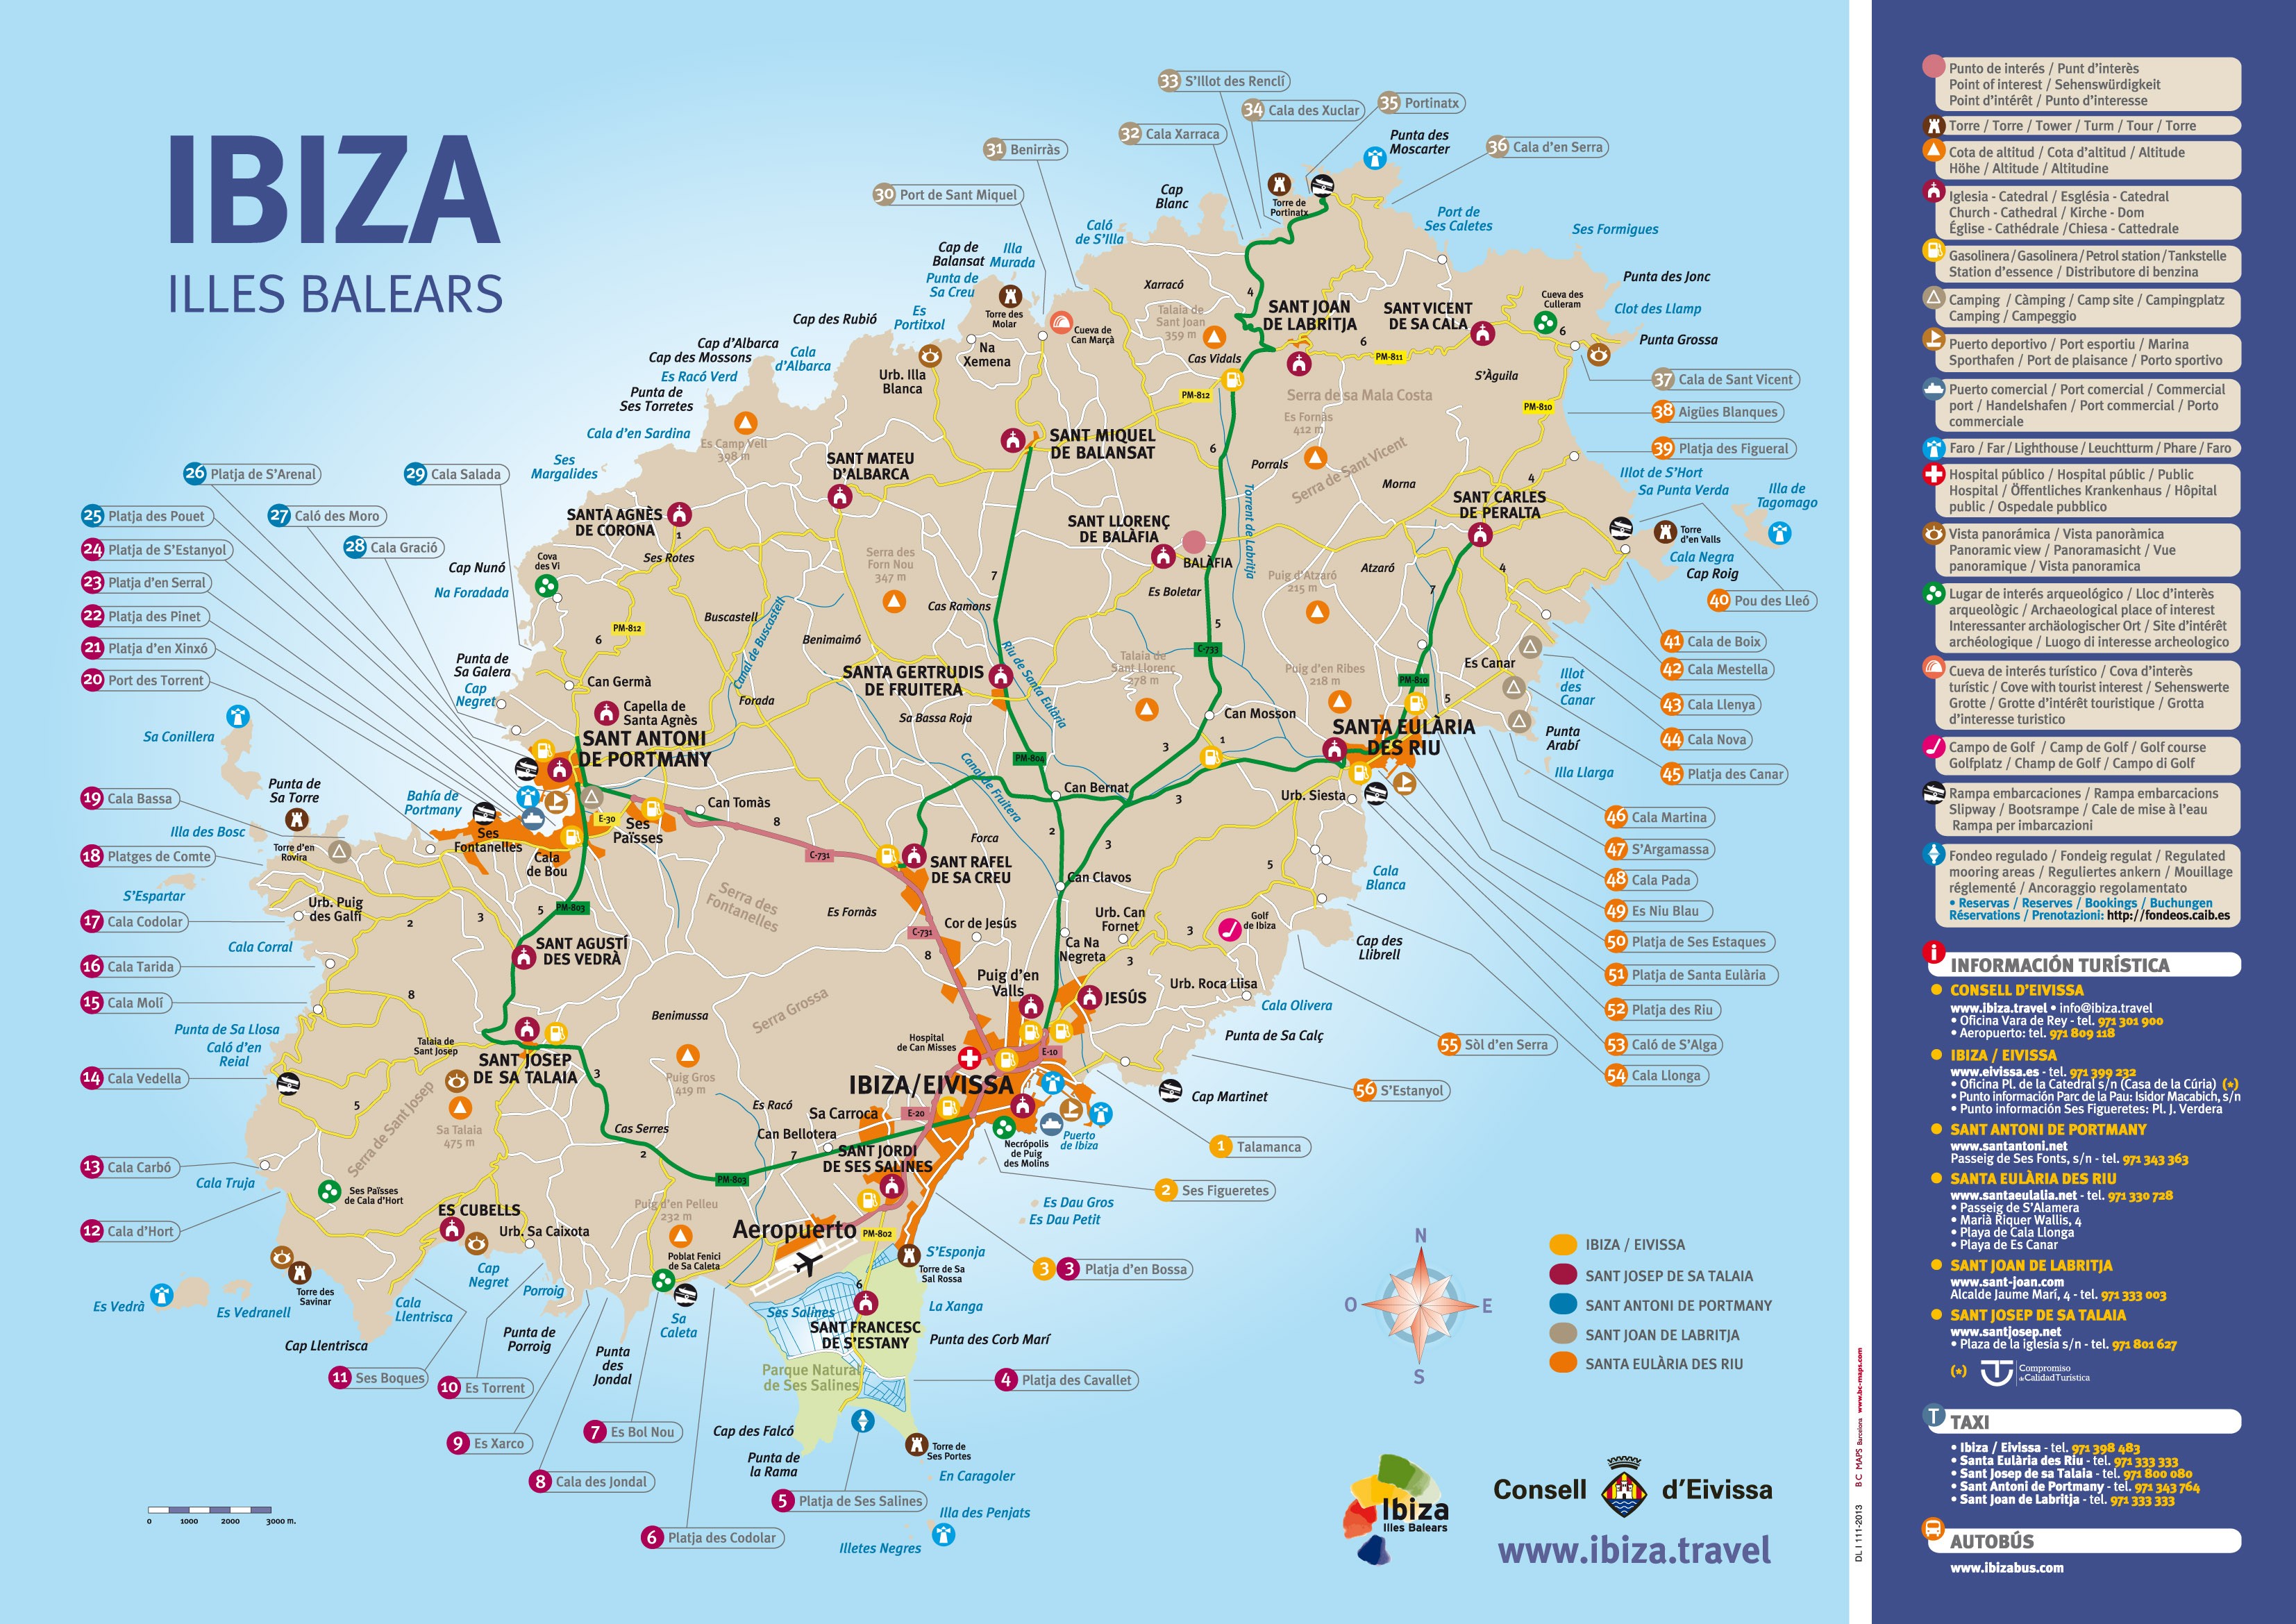 IBIZA
ILLES BALEARS
33 S'Illot des Renclí
34 Cala des Xuclar
35 Portinatx
32 Cala Xarraca
31 Benirràs
36 Cala d'en Serra
30 Port de Sant Miquel
Punta des
Moscarter
Cap
Blanc
Torre de
Portinatx
Port de
Ses Caletes
Ses Formigues
Caló
de S'Illa
Cap de
Balansat
Illa
Murada
Punta de
Sa Creu
Punta des Jonc
Xarracó
Cueva des
Culleram
Clot des Llamp
Es
Portitxol
Torre des
Molar
Cap des Rubió
Cueva de
Can Marçà
Talaia de
Sant Joan
359 m
4
SANT JOAN
DE LABRITJA
SANT VICENT
DE SA CALA
6
6
Punta Grossa
Cap d'Albarca
Cap des Mossons
Cala
d'Albarca
Na
Xemena
Cas Vidals
PM-811
Es Racó Verd
Urb. Illa
Blanca
S'Àguila
37 Cala de Sant Vicent
Punta de
Ses Torretes
PM-812
Serra de sa Mala Costa
PM-810
38 Aigües Blanques
Es Fornàs
412 m
Cala d'en Sardina
Es Camp Vell
398 m
SANT MIQUEL
DE BALANSAT
6
39 Platja des Figueral
Ses
Margalides
SANT MATEU
D'ALBARCA
Porrals
Serra de Sant Vicent
Morna
4
Illot de S'Hort
Sa Punta Verda
Illa de
Tagomago
26 Platja de S'Arenal
29 Cala Salada
SANT CARLES
DE PERALTA
25 Platja des Pouet
27 Caló des Moro
SANTA AGNÈS
DE CORONA
1
SANT LLORENÇ
DE BALÀFIA
Torrent de Labritja
Torre
d'en Valls
24 Platja de S'Estanyol
28 Cala Gració
Cova
des Vi
Ses Rotes
Serra des
Forn Nou
347 m
BALÀFIA
Cala Negra
Cap Roig
23 Platja d'en Serral
Cap Nunó
7
Puig d'Atzaró
215 m
Atzaró
4
Na Foradada
Es Boletar
7
40 Pou des Lleó
22 Platja des Pinet
Buscastell
Cas Ramons
6
PM-812
Benimaimó
5
21 Platja d'en Xinxó
Canal de Buscastell
Riu de Santa Eulària
C-733
41 Cala de Boix
Punta de
Sa Galera
Talaia de
Sant Llorenç
278 m
Puig d'en Ribes
218 m
Es Canar
42 Cala Mestella
20 Port des Torrent
Can Germà
SANTA GERTRUDIS
DE FRUITERA
PM-810
Illot
des
Canar
Cap
Negret
Forada
5
43 Cala Llenya
Capella de
Santa Agnès
Sa Bassa Roja
Can Mosson
Sa Conillera
SANT ANTONI
DE PORTMANY
SANTA EULÀRIA
DES RIU
Punta
Arabí
44 Cala Nova
3
1
PM-804
Canal de Fruitera
Illa Llarga
45 Platja des Canar
Punta de
Sa Torre
19 Cala Bassa
Bahía de
Portmany
Can Tomàs
Can Bernat
3
Urb. Siesta
Illa des Bosc
E-30
Ses
Païsses
8
2
46 Cala Martina
Ses
Fontanelles
Forca
Torre d'en
Rovira
3
47 S'Argamassa
18 Platges de Comte
Cala
de Bou
C-731
SANT RAFEL
DE SA CREU
5
Cala
Blanca
48 Cala Pada
S'Espartar
Can Clavos
Urb. Puig
des Galfí
PM-803
Serra des
Fontanelles
Es Fornàs
49 Es Niu Blau
17 Cala Codolar
2
3
5
Cor de Jesús
Urb. Can
Fornet
Golf
de Ibiza
Cala Corral
SANT AGUSTÍ
DES VEDRÀ
C-731
Ca Na
Negreta
3
Cap des
Llibrell
50 Platja de Ses Estaques
16 Cala Tarida
8
3
51 Platja de Santa Eulària
15 Cala Molí
8
Puig d'en
Valls
JESÚS
Urb. Roca Llisa
Cala Olivera
52 Platja des Riu
Serra Grossa
Benimussa
Punta de Sa Llosa
Caló d'en
Reial
Talaia de
Sant Josep
Punta de Sa Calç
55 Sòl d'en Serra
53 Caló de S'Alga
Hospital
de Can Misses
E-10
SANT JOSEP
DE SA TALAIA
14 Cala Vedella
3
Puig Gros
419 m
IBIZA/EIVISSA
54 Cala Llonga
5
Cap Martinet
56 S'Estanyol
Serra de Sant Josep
Sa Talaia
475 m
Es Racó
Sa Carroca
E-20
Cas Serres
Can Bellotera
Necrópolis
de Puig
des Molins
Puerto
de Ibiza
1 Talamanca
13 Cala Carbó
2
7
SANT JORDI
DE SES SALINES
PM-803
Cala Truja
Ses Païsses
de Cala d'Hort
2 Ses Figueretes
Es Dau Gros
Es Dau Petit
12 Cala d'Hort
ES CUBELLS
Urb. Sa Caixota
Puig d'en Pelleu
232 m
Aeropuerto
PM-802
S'Esponja
Poblat Fenici
de Sa Caleta
Torre de Sa
Sal Rossa
3 3 Platja d'en Bossa
Cap
Negret
Torre des
Savinar
Porroig
6
Es Vedrà
Es Vedranell
Cala
Llentrisca
Ses Salines
La Xanga
Sa
Caleta
SANT FRANCESC
DE S'ESTANY
Punta des Corb Marí
Cap Llentrisca
Punta de
Porroig
Punta
des
Jondal
Parque Natural
de Ses Salines
11 Ses Boques
10 Es Torrent
4 Platja des Cavallet
7 Es Bol Nou
Cap des Falcó
9 Es Xarco
Punta de
la Rama
Torre de
Ses Portes
8 Cala des Jondal
En Caragoler
5 Platja de Ses Salines
Illa des Penjats
6 Platja des Codolar
Illetes Negres
0 1000 2000 3000 m.
N
O
E
S
IBIZA / EIVISSA
SANT JOSEP DE SA TALAIA
SANT ANTONI DE PORTMANY
SANT JOAN DE LABRITJA
SANTA EULÀRIA DES RIU
Ibiza
Illes Balears
Consell d'Eivissa
www.ibiza.travel
DL I 111-2013 BC MAPS Barcelona www.bc-maps.com
Punto de interés / Punt d'interès
Point of interest / Sehenswürdigkeit
Point d'intérêt / Punto d'interesse
Torre / Torre / Tower / Turm / Tour / Torre
Cota de altitud / Cota d'altitud / Altitude
Höhe / Altitude / Altitudine
Iglesia - Catedral / Església - Catedral
Church - Cathedral / Kirche - Dom
Église - Cathédrale /Chiesa - Cattedrale
Gasolinera / Gasolinera / Petrol station / Tankstelle
Station d'essence / Distributore di benzina
Camping / Càmping / Camp site / Campingplatz
Camping / Campeggio
Puerto deportivo / Port esportiu / Marina
Sporthafen / Port de plaisance / Porto sportivo
Puerto comercial / Port comercial / Commercial
port / Handelshafen / Port commercial / Porto
commerciale
Faro / Far / Lighthouse / Leuchtturm / Phare / Faro
Hospital público / Hospital públic / Public
Hospital / Öffentliches Krankenhaus / Hôpital
public / Ospedale pubblico
Vista panorámica / Vista panoràmica
Panoramic view / Panoramasicht / Vue
panoramique / Vista panoramica
Lugar de interés arqueológico / Lloc d'interès
arqueològic / Archaeological place of interest
Interessanter archäologischer Ort / Site d'intérêt
archéologique / Luogo di interesse archeologico
Cueva de interés turístico / Cova d'interès
turístic / Cove with tourist interest / Sehenswerte
Grotte / Grotte d'intérêt touristique / Grotta
d'interesse turistico
Campo de Golf / Camp de Golf / Golf course
Golfplatz / Champ de Golf / Campo di Golf
Rampa embarcaciones / Rampa embarcacions
Slipway / Bootsrampe / Cale de mise à l'eau
Rampa per imbarcazioni
Fondeo regulado / Fondeig regulat / Regulated
mooring areas / Reguliertes ankern / Mouillage
réglementé / Ancoraggio regolamentato
• Reservas / Reserves / Bookings / Buchungen
Réservations / Prenotazioni: http://fondeos.caib.es
i INFORMACIÓN TURÍSTICA
CONSELL D'EIVISSA
www.ibiza.travel • info@ibiza.travel
• Oficina Vara de Rey - tel. 971 301 900
• Aeropuerto: tel. 971 809 118
IBIZA / EIVISSA
www.eivissa.es - tel. 971 399 232
• Oficina Pl. de la Catedral s/n (Casa de la Cúria) (*)
• Punto información Parc de la Pau: Isidor Macabich, s/n
• Punto información Ses Figueretes: Pl. J. Verdera
SANT ANTONI DE PORTMANY
www.santantoni.net
Passeig de Ses Fonts, s/n - tel. 971 343 363
SANTA EULÀRIA DES RIU
www.santaeulalia.net - tel. 971 330 728
• Passeig de S'Alamera
• Marià Riquer Wallis, 4
• Playa de Cala Llonga
• Playa de Es Canar
SANT JOAN DE LABRITJA
www.sant-joan.com
Alcalde Jaume Marí, 4 - tel. 971 333 003
SANT JOSEP DE SA TALAIA
www.santjosep.net
• Plaza de la iglesia s/n - tel. 971 801 627
(*) Compromiso
de Calidad Turística
T TAXI
• Ibiza / Eivissa - tel. 971 398 483
• Santa Eulària des Riu - tel. 971 333 333
• Sant Josep de sa Talaia - tel. 971 800 080
• Sant Antoni de Portmany - tel. 971 343 764
• Sant Joan de Labritja - tel. 971 333 333
AUTOBÚS
www.ibizabus.com